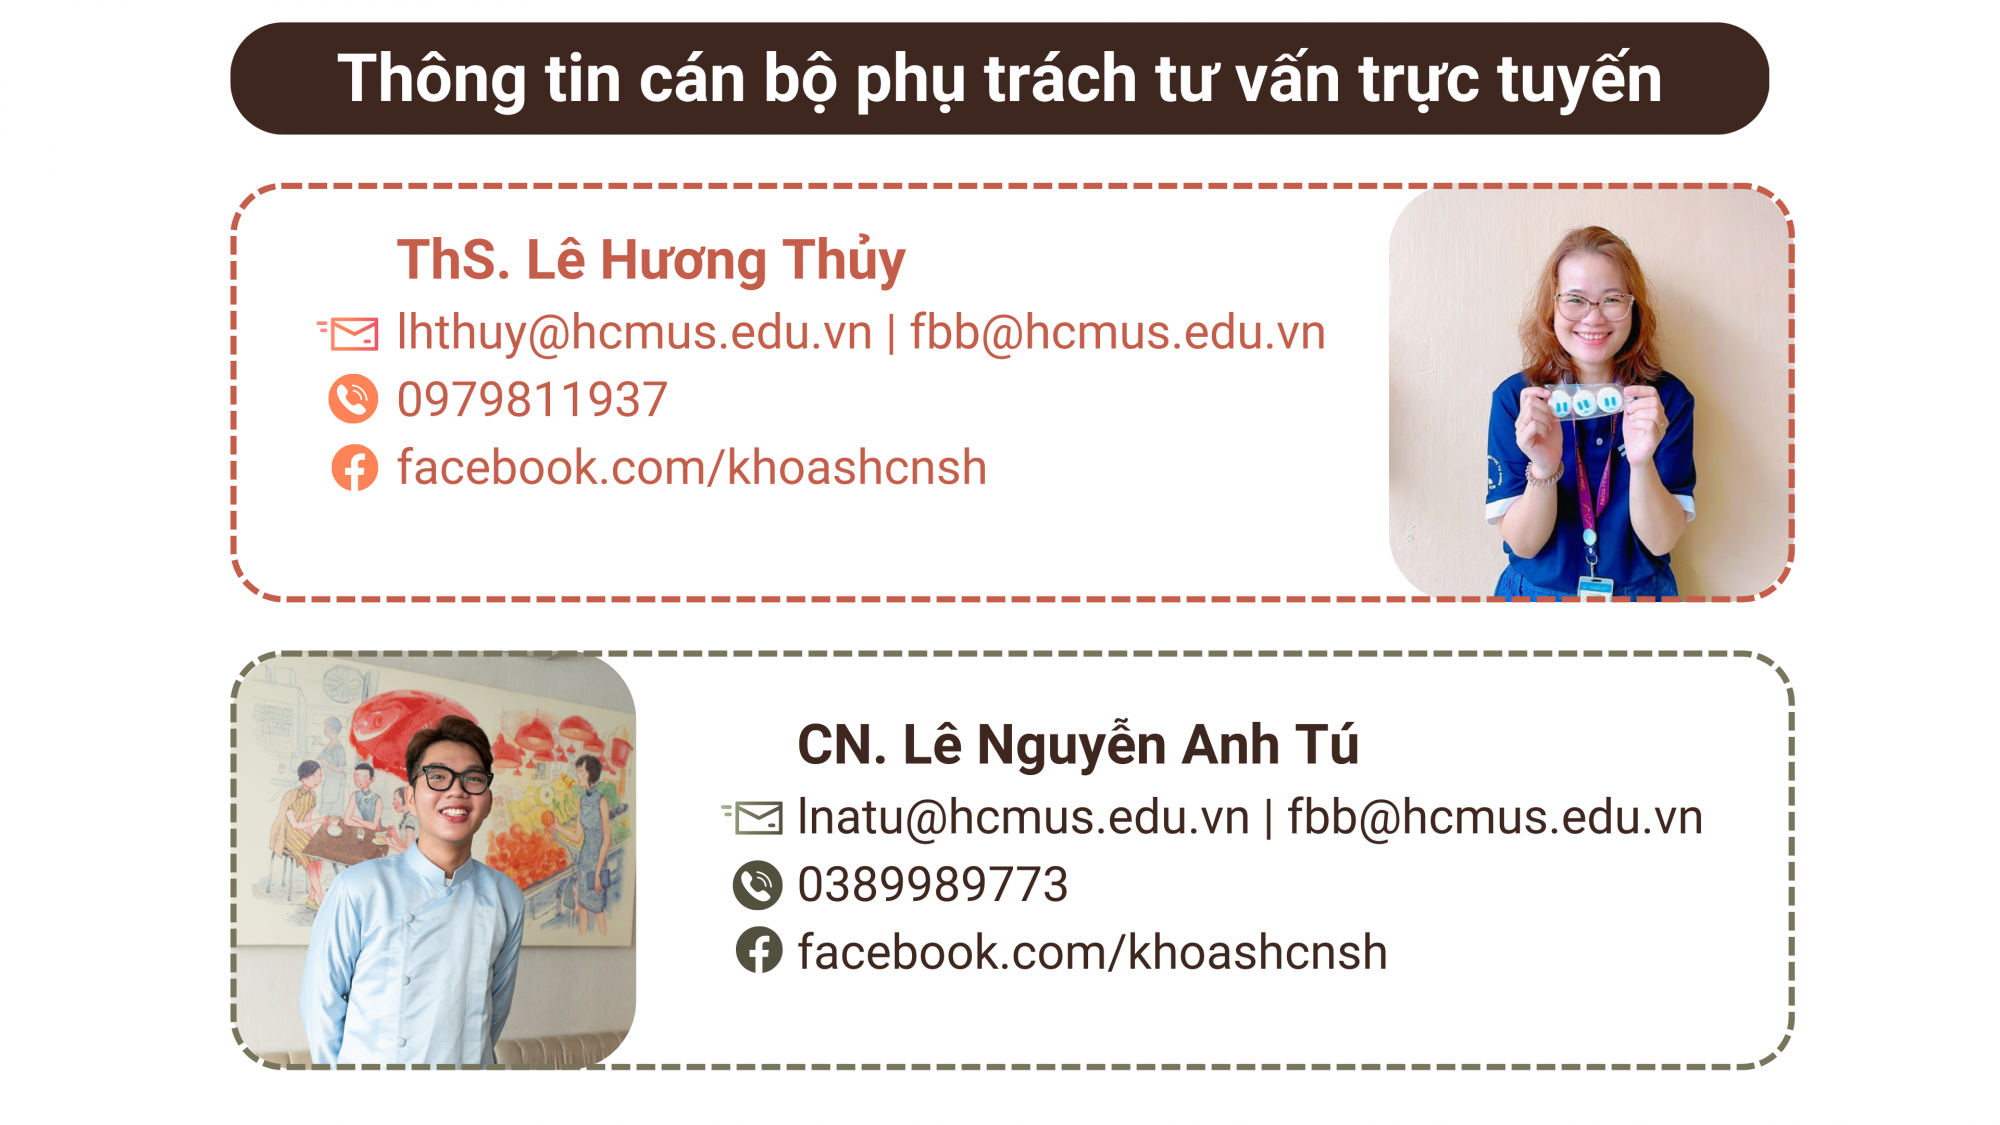 Thông tin cán bộ phụ trách tư vấn trực tuyến
ThS. Lê Hương Thủy
lhthuy@hcmus.edu.vn | fbb@hcmus.edu.vn
0979811937
facebook.com/khoashcnsh
CN. Lê Nguyễn Anh Tú
lnatu@hcmus.edu.vn | fbb@hcmus.edu.vn
0389989773
facebook.com/khoashcnsh